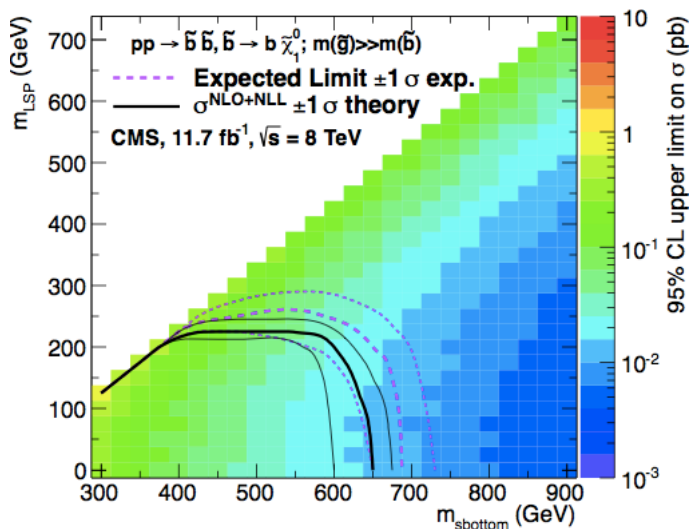 pp → b̃ b̃, b̃ → b χ̃⁰₁; m(g̃)>>m(b̃)
Expected Limit ±1 σ exp.
σ^NLO+NLL ±1 σ theory
CMS, 11.7 fb⁻¹, √s = 8 TeV
m_LSP (GeV)
700
600
500
400
300
200
100
0
300 400 500 600 700 800 900
m_sbottom (GeV)
10
1
10⁻¹
10⁻²
10⁻³
95% CL upper limit on σ (pb)